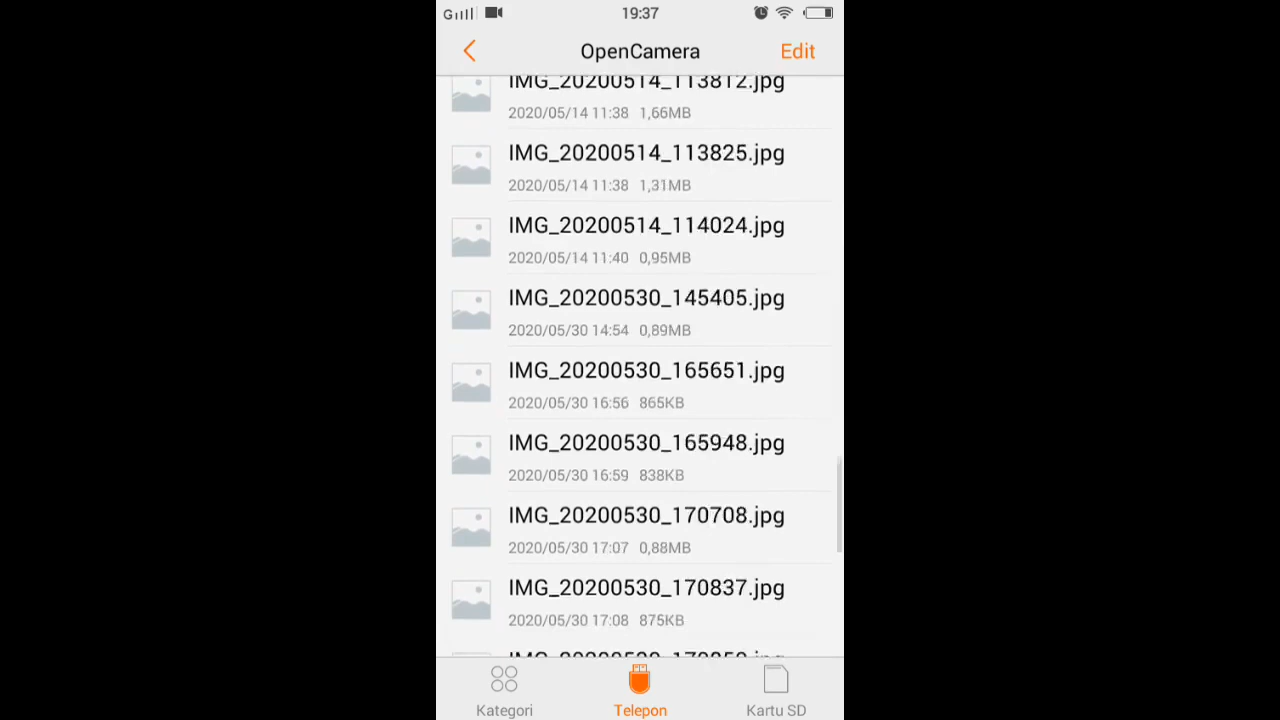 G 19:37
OpenCamera Edit
IMG_20200514_113812.jpg
2020/05/14 11:38 1,66MB
IMG_20200514_113825.jpg
2020/05/14 11:38 1,31MB
IMG_20200514_114024.jpg
2020/05/14 11:40 0,95MB
IMG_20200530_145405.jpg
2020/05/30 14:54 0,89MB
IMG_20200530_165651.jpg
2020/05/30 16:56 865KB
IMG_20200530_165948.jpg
2020/05/30 16:59 838KB
IMG_20200530_170708.jpg
2020/05/30 17:07 0,88MB
IMG_20200530_170837.jpg
2020/05/30 17:08 875KB
Kategori Telepon Kartu SD